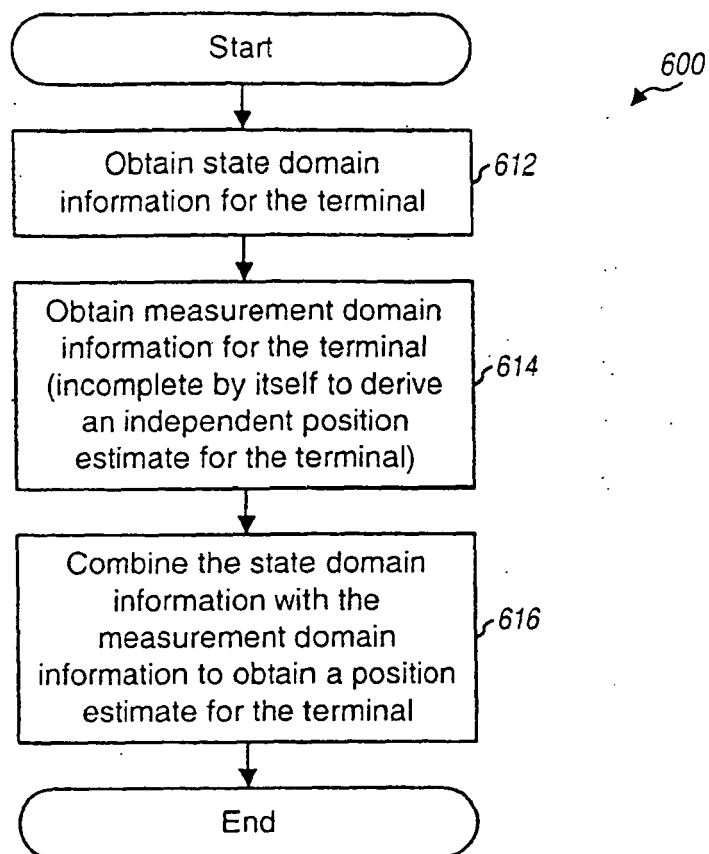 Start
600
Obtain state domain
information for the terminal
612
Obtain measurement domain
information for the terminal
(incomplete by itself to derive
an independent position
estimate for the terminal)
614
Combine the state domain
information with the
measurement domain
information to obtain a position
estimate for the terminal
616
End